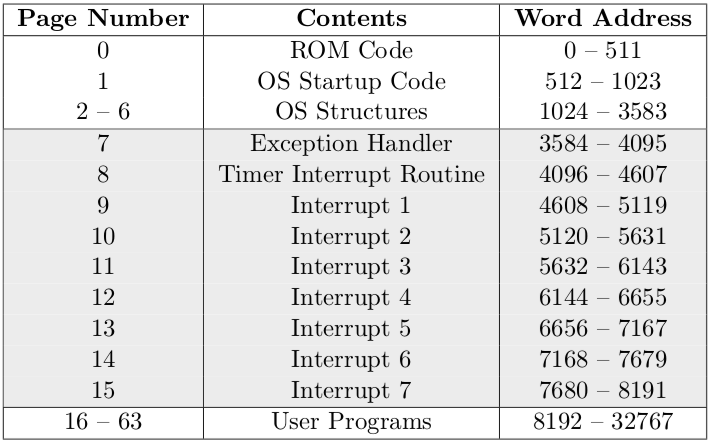 Page Number Contents Word Address
0 ROM Code 0 – 511
1 OS Startup Code 512 – 1023
2 – 6 OS Structures 1024 – 3583
7 Exception Handler 3584 – 4095
8 Timer Interrupt Routine 4096 – 4607
9 Interrupt 1 4608 – 5119
10 Interrupt 2 5120 – 5631
11 Interrupt 3 5632 – 6143
12 Interrupt 4 6144 – 6655
13 Interrupt 5 6656 – 7167
14 Interrupt 6 7168 – 7679
15 Interrupt 7 7680 – 8191
16 – 63 User Programs 8192 – 32767